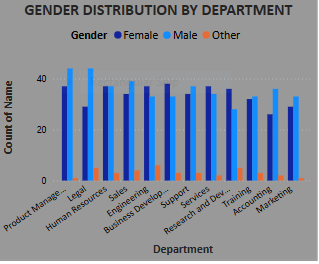 GENDER DISTRIBUTION BY DEPARTMENT
Gender Female Male Other
Count of Name
40
20
0
Product Manage...
Legal
Human Resources
Sales
Engineering
Business Develop...
Support
Services
Research and Dev...
Training
Accounting
Marketing
Department